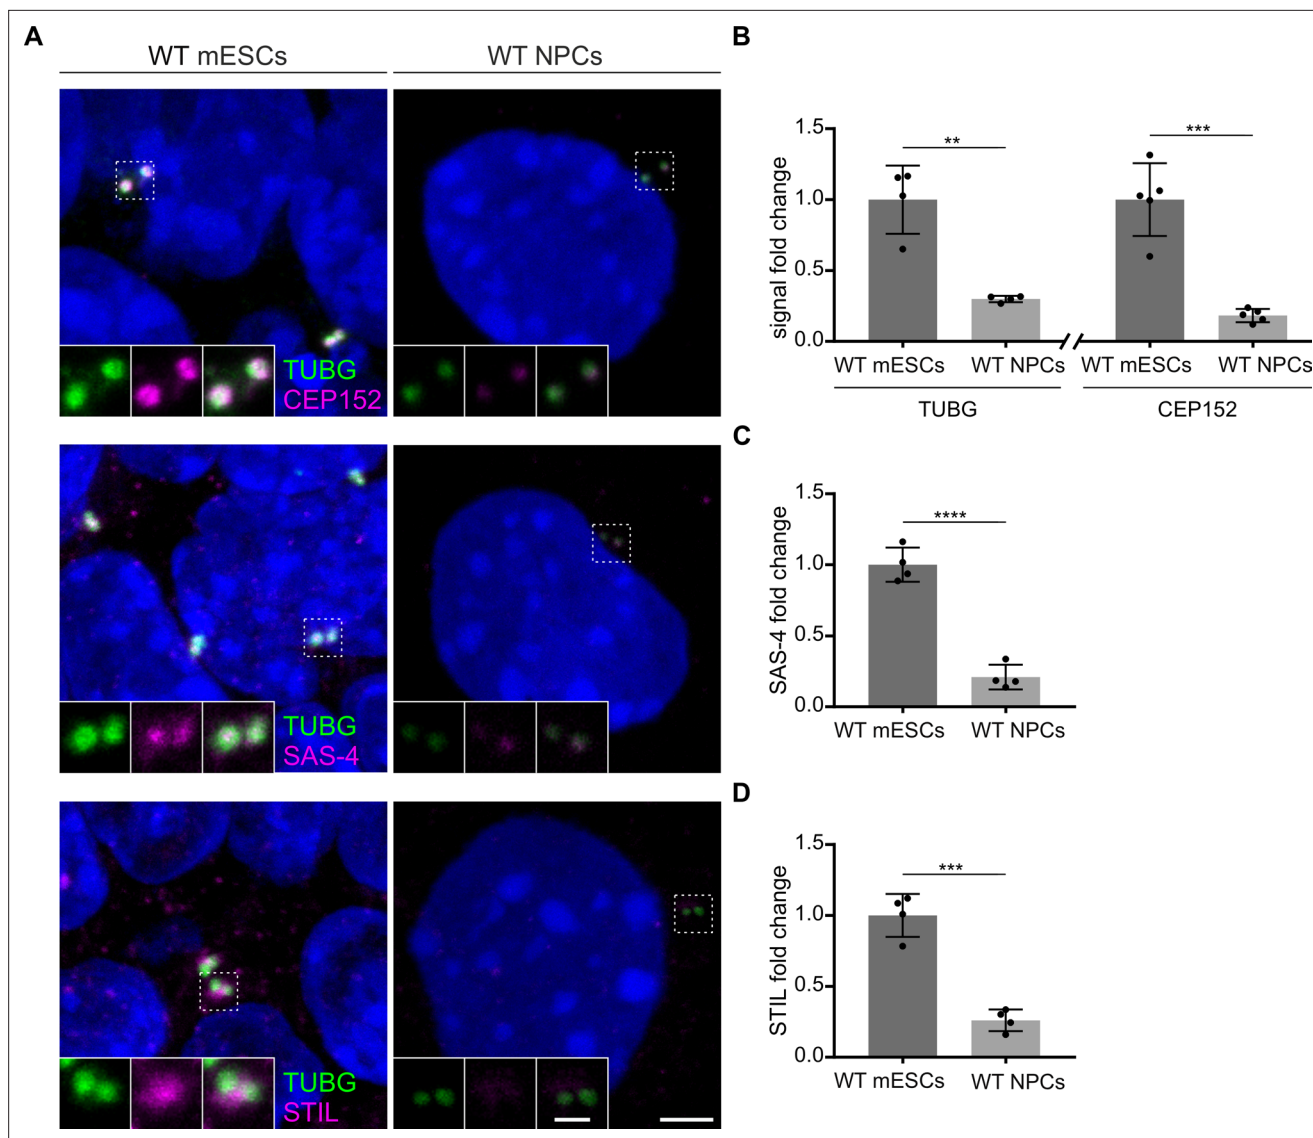 A
WT mESCs
WT NPCs
TUBG
CEP152
TUBG
SAS-4
TUBG
STIL
B
signal fold change
1.5
1.0
0.5
0.0
**
***
WT mESCs
WT NPCs
WT mESCs
WT NPCs
TUBG
CEP152
C
SAS-4 fold change
1.5
1.0
0.5
0.0
****
WT mESCs
WT NPCs
D
STIL fold change
1.5
1.0
0.5
0.0
***
WT mESCs
WT NPCs